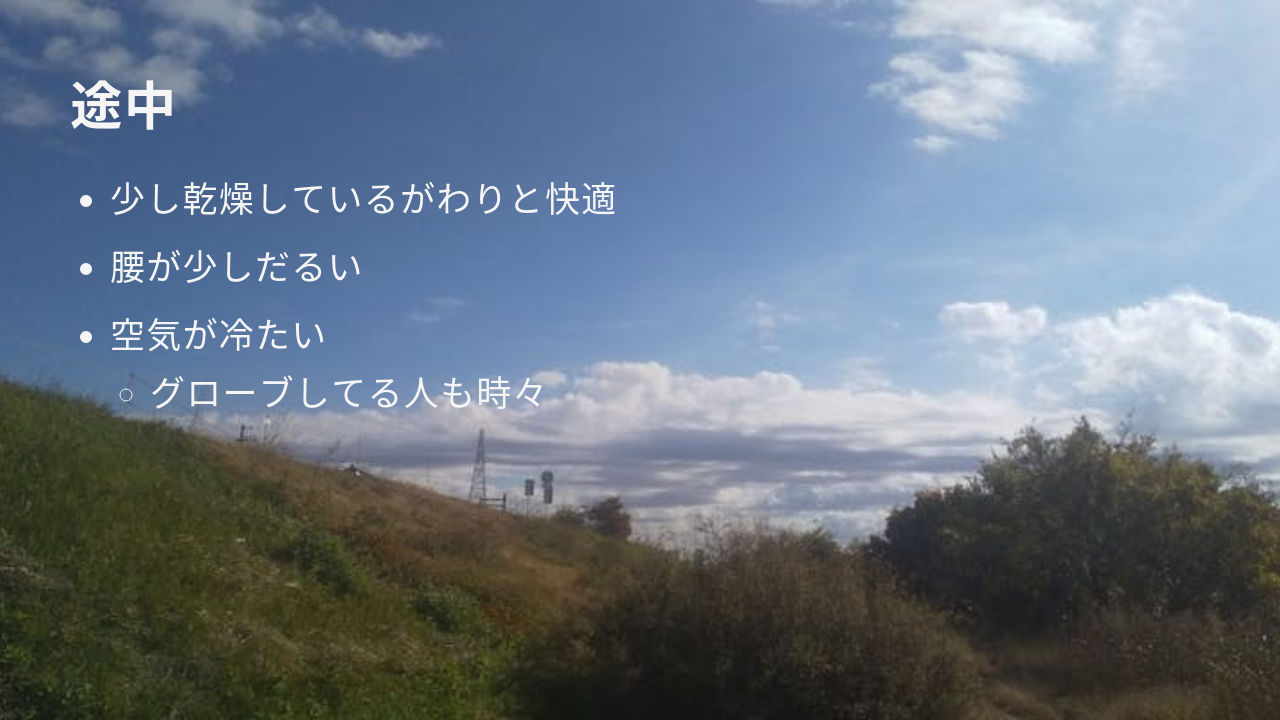 途中
少し乾燥しているがわりと快適
腰が少しだるい
空気が冷たい
グローブしてる人も時々